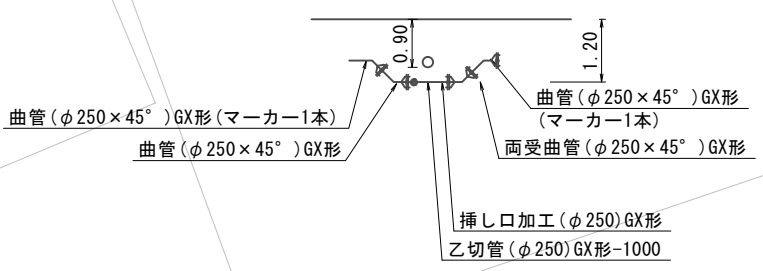 0.90
1.20
曲管(φ250×45°)GX形(マーカー1本)
曲管(φ250×45°)GX形
曲管(φ250×45°)GX形
(マーカー1本)
両受曲管(φ250×45°)GX形
挿し口加工(φ250)GX形
乙切管(φ250)GX形-1000